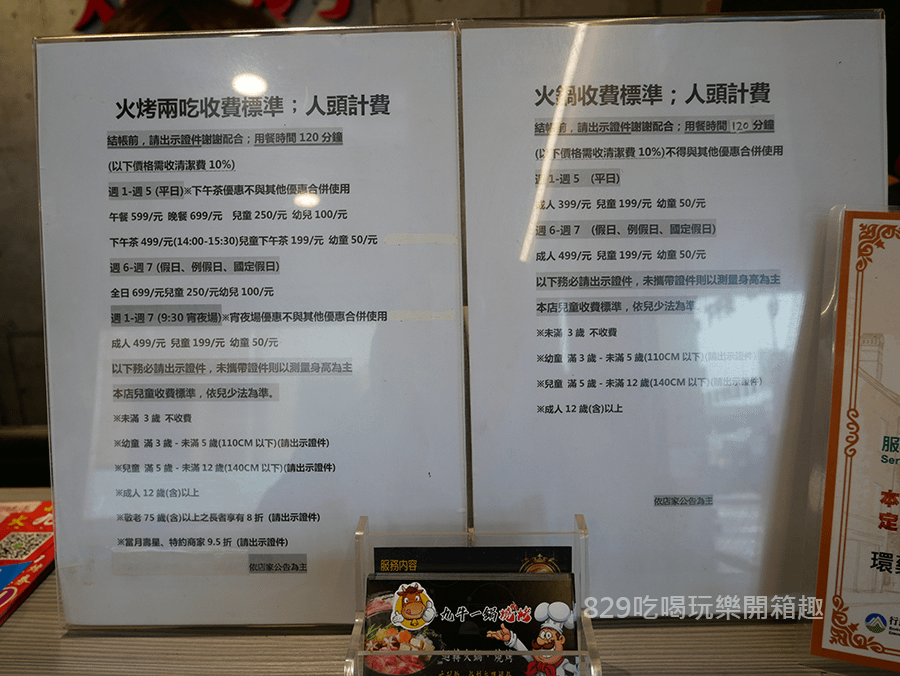 火烤兩吃收費標準；人頭計費
結帳前，請出示證件謝謝配合；用餐時間 120 分鐘
(以下價格需收清潔費 10%)
週 1-週 5 (平日)※下午茶優惠不與其他優惠合併使用
午餐 599/元 晚餐 699/元 兒童 250/元 幼兒 100/元
下午茶 499/元(14:00-15:30)兒童下午茶 199/元 幼童 50/元
週 6-週 7 (假日、例假日、國定假日)
全日 699/元兒童 250/元幼兒 100/元
週 1-週 7 (9:30 宵夜場)※宵夜場優惠不與其他優惠合併使用
成人 499/元 兒童 199/元 幼童 50/元
以下務必請出示證件，未攜帶證件則以測量身高為主
本店兒童收費標準，依兒少法為準。
※未滿 3 歲 不收費
※幼童 滿 3 歲 - 未滿 5 歲(110CM 以下)(請出示證件)
※兒童 滿 5 歲 - 未滿 12 歲(140CM 以下)(請出示證件)
※成人 12 歲(含)以上
※敬老 75 歲(含)以上之長者享有 8 折 (請出示證件)
※當月壽星、特約商家 9.5 折 (請出示證件)
依店家公告為主
火鍋收費標準；人頭計費
結帳前，請出示證件謝謝配合；用餐時間 120 分鐘
(以下價格需收清潔費 10%)不得與其他優惠合併使用
週 1-週 5 (平日)
成人 399/元 兒童 199/元 幼童 50/元
週 6-週 7 (假日、例假日、國定假日)
成人 499/元 兒童 199/元 幼童 50/元
以下務必請出示證件，未攜帶證件則以測量身高為主
本店兒童收費標準，依兒少法為準
※未滿 3 歲 不收費
※幼童 滿 3 歲 - 未滿 5 歲(110CM 以下)(請出示證件)
※兒童 滿 5 歲 - 未滿 12 歲(140CM 以下)(請出示證件)
※成人 12 歲(含)以上
依店家公告為主
服務內容
九牛一鍋燒烤
829吃喝玩樂開箱趣
服
Ser
本
定
環
行